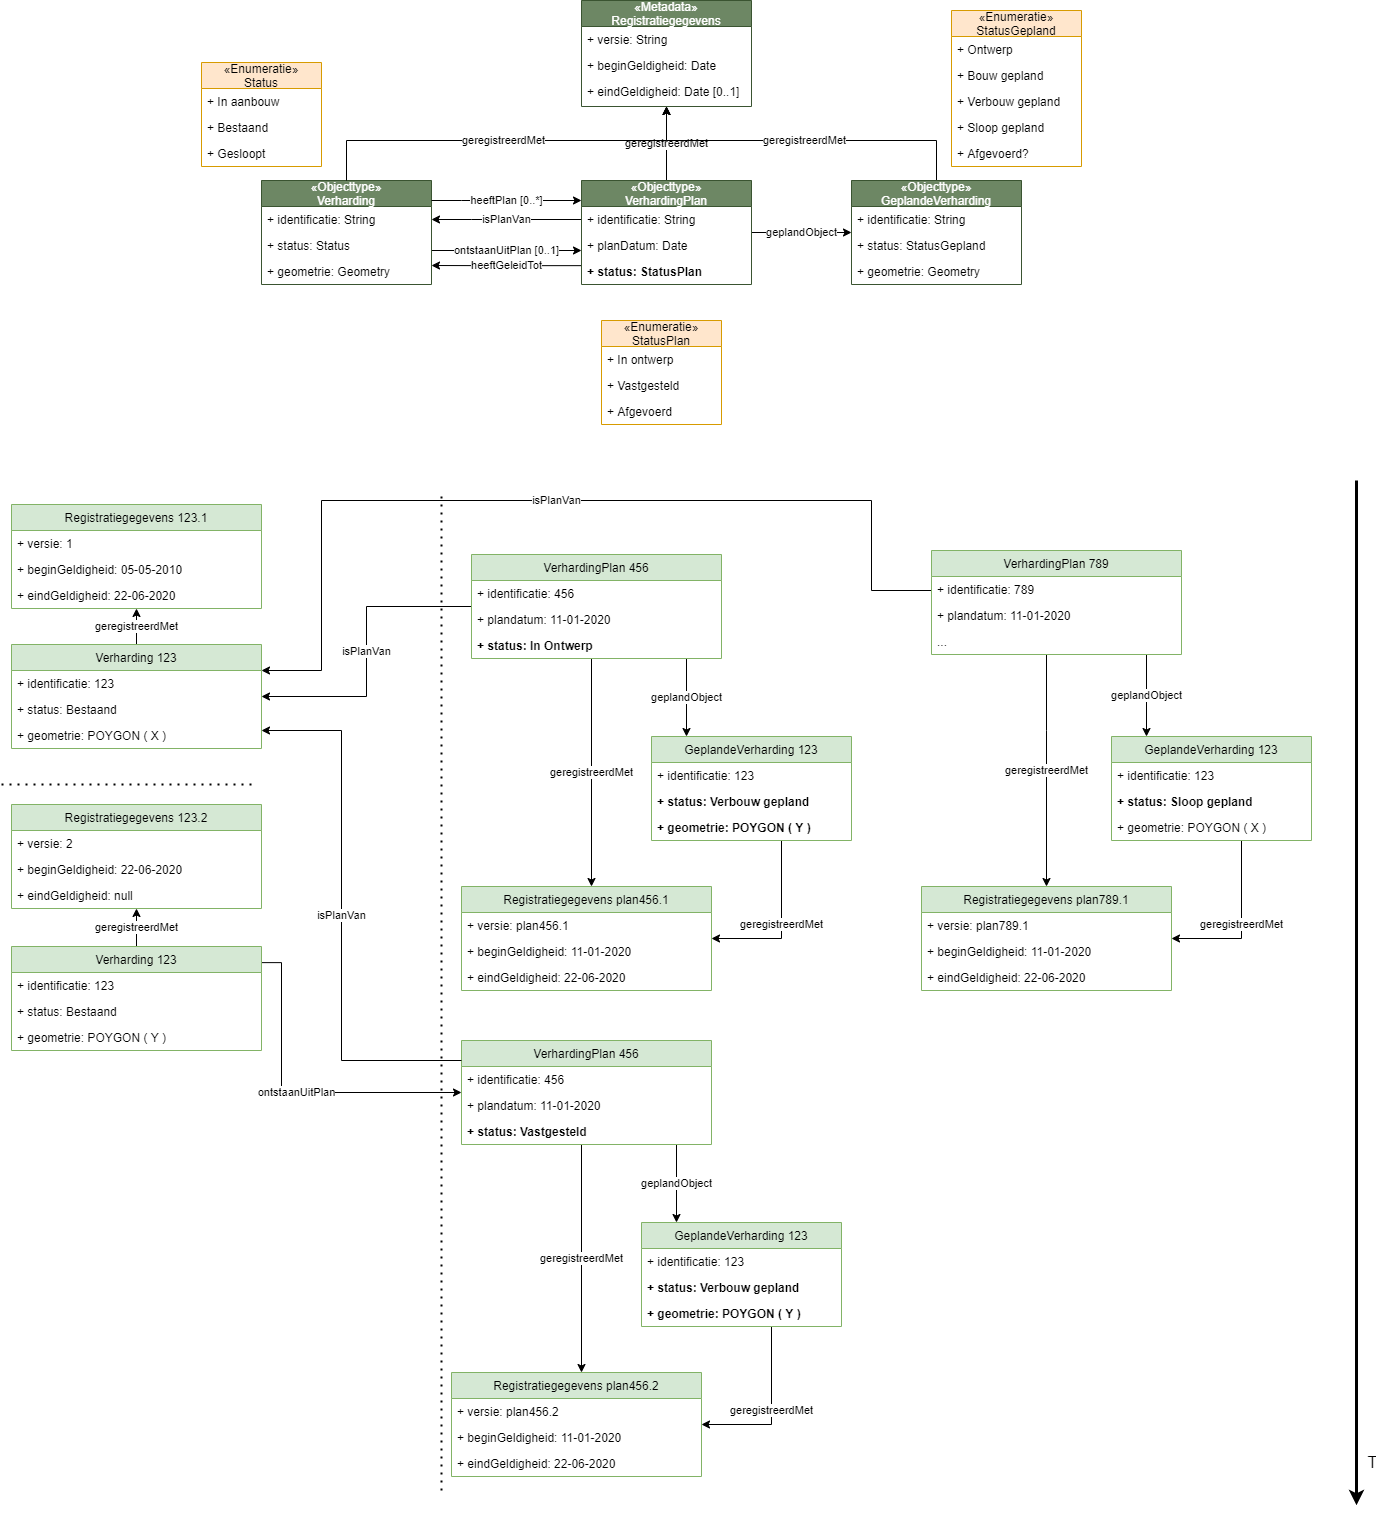 «Metadata»
Registratiegegevens
+ versie: String
+ beginGeldigheid: Date
+ eindGeldigheid: Date [0..1]
«Enumeratie»
StatusGepland
+ Ontwerp
+ Bouw gepland
+ Verbouw gepland
+ Sloop gepland
+ Afgevoerd?
«Enumeratie»
Status
+ In aanbouw
+ Bestaand
+ Gesloopt
geregistreerdMet
geregistreerdMet
geregistreerdMet
«Objecttype»
Verharding
+ identificatie: String
+ status: Status
+ geometrie: Geometry
heeftPlan [0..*]
isPlanVan
ontstaanUitPlan [0..1]
heeftGeleidTot
«Objecttype»
VerhardingPlan
+ identificatie: String
+ planDatum: Date
+ status: StatusPlan
geplandObject
«Objecttype»
GeplandeVerharding
+ identificatie: String
+ status: StatusGepland
+ geometrie: Geometry
«Enumeratie»
StatusPlan
+ In ontwerp
+ Vastgesteld
+ Afgevoerd
isPlanVan
Registratiegegevens 123.1
+ versie: 1
+ beginGeldigheid: 05-05-2010
+ eindGeldigheid: 22-06-2020
geregistreerdMet
Verharding 123
+ identificatie: 123
+ status: Bestaand
+ geometrie: POYGON ( X )
isPlanVan
VerhardingPlan 456
+ identificatie: 456
+ plandatum: 11-01-2020
+ status: In Ontwerp
geplandObject
geregistreerdMet
GeplandeVerharding 123
+ identificatie: 123
+ status: Verbouw gepland
+ geometrie: POYGON ( Y )
Registratiegegevens plan456.1
+ versie: plan456.1
+ beginGeldigheid: 11-01-2020
+ eindGeldigheid: 22-06-2020
geregistreerdMet
VerhardingPlan 789
+ identificatie: 789
+ plandatum: 11-01-2020
...
geplandObject
geregistreerdMet
GeplandeVerharding 123
+ identificatie: 123
+ status: Sloop gepland
+ geometrie: POYGON ( X )
Registratiegegevens plan789.1
+ versie: plan789.1
+ beginGeldigheid: 11-01-2020
+ eindGeldigheid: 22-06-2020
geregistreerdMet
Registratiegegevens 123.2
+ versie: 2
+ beginGeldigheid: 22-06-2020
+ eindGeldigheid: null
geregistreerdMet
Verharding 123
+ identificatie: 123
+ status: Bestaand
+ geometrie: POYGON ( Y )
isPlanVan
ontstaanUitPlan
VerhardingPlan 456
+ identificatie: 456
+ plandatum: 11-01-2020
+ status: Vastgesteld
geplandObject
geregistreerdMet
GeplandeVerharding 123
+ identificatie: 123
+ status: Verbouw gepland
+ geometrie: POYGON ( Y )
Registratiegegevens plan456.2
+ versie: plan456.2
+ beginGeldigheid: 11-01-2020
+ eindGeldigheid: 22-06-2020
geregistreerdMet
T